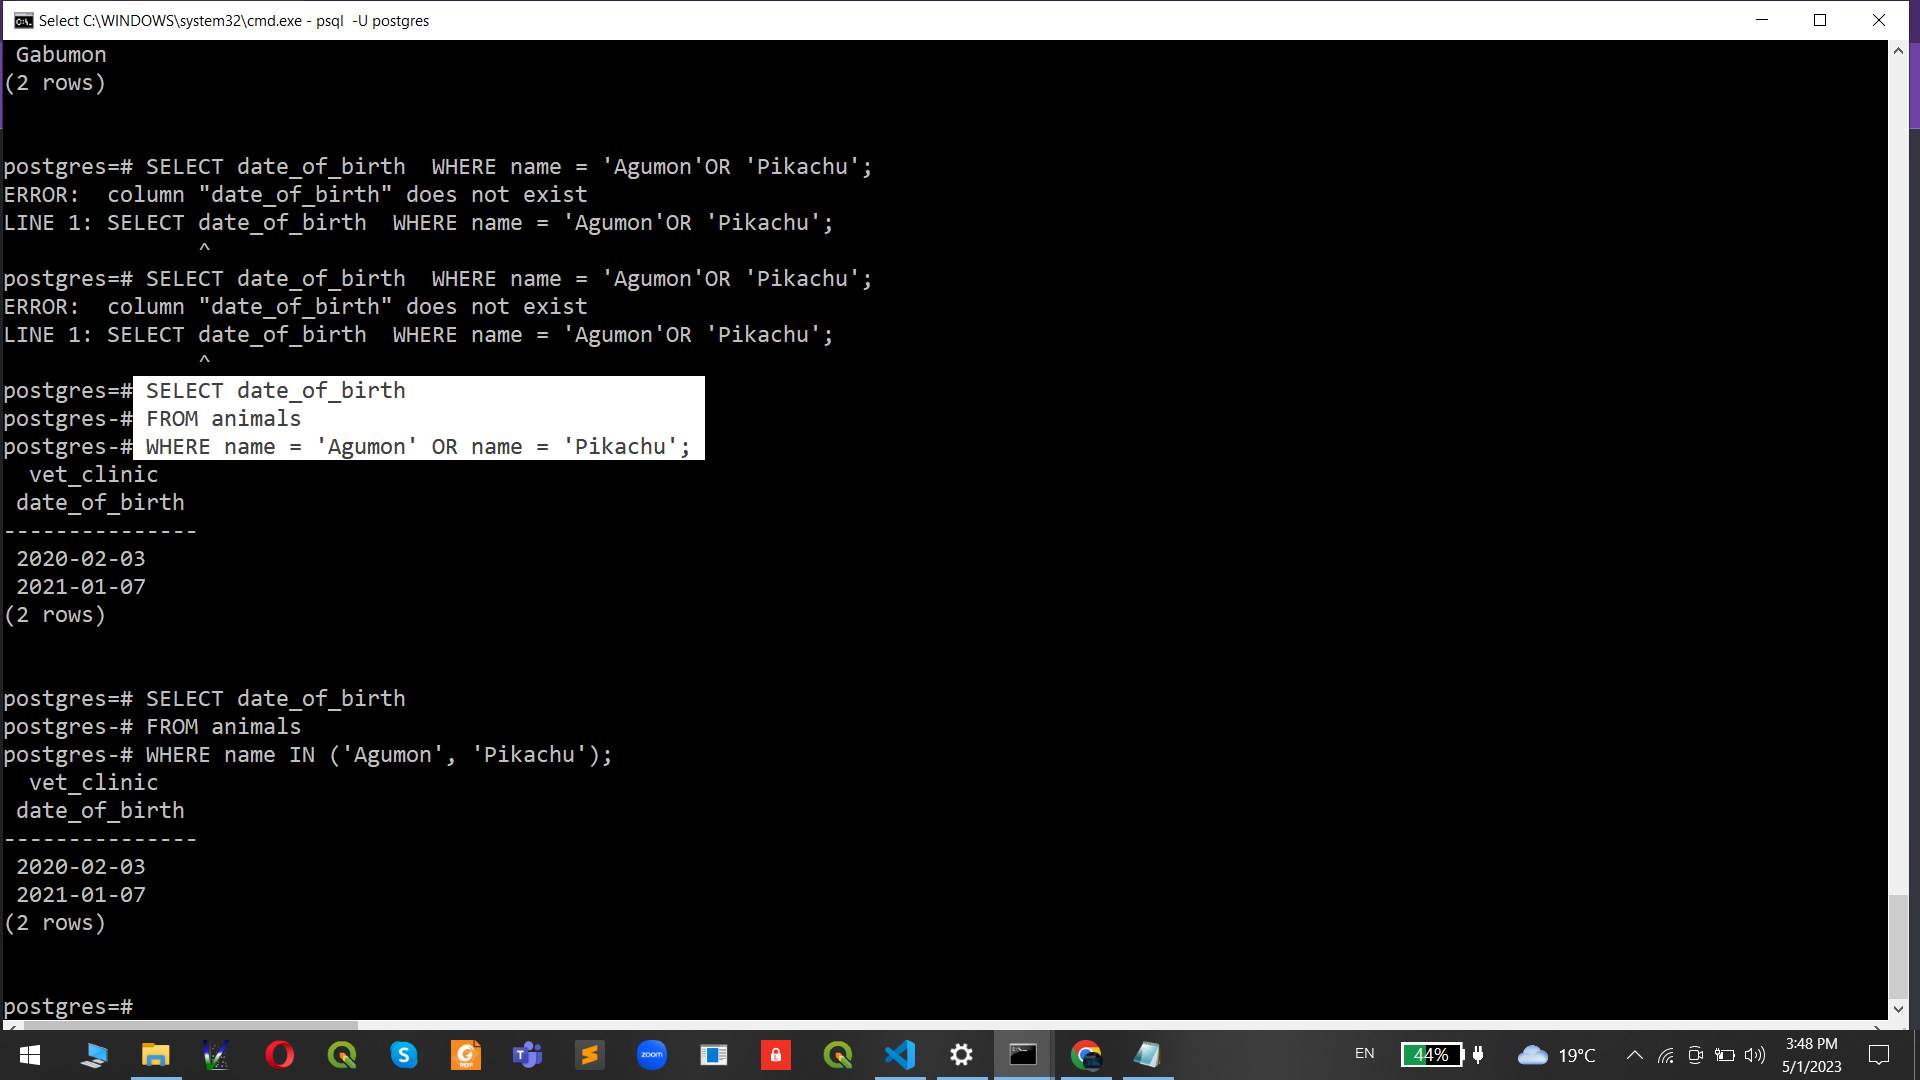 Select C:\WINDOWS\system32\cmd.exe - psql  -U postgres
 Gabumon
(2 rows)
postgres=# SELECT date_of_birth  WHERE name = 'Agumon'OR 'Pikachu';
ERROR:  column "date_of_birth" does not exist
LINE 1: SELECT date_of_birth  WHERE name = 'Agumon'OR 'Pikachu';
               ^
postgres=# SELECT date_of_birth  WHERE name = 'Agumon'OR 'Pikachu';
ERROR:  column "date_of_birth" does not exist
LINE 1: SELECT date_of_birth  WHERE name = 'Agumon'OR 'Pikachu';
               ^
postgres=# SELECT date_of_birth
postgres-# FROM animals
postgres-# WHERE name = 'Agumon' OR name = 'Pikachu';
  vet_clinic
 date_of_birth
---------------
 2020-02-03
 2021-01-07
(2 rows)
postgres=# SELECT date_of_birth
postgres-# FROM animals
postgres-# WHERE name IN ('Agumon', 'Pikachu');
  vet_clinic
 date_of_birth
---------------
 2020-02-03
 2021-01-07
(2 rows)
postgres=#
zoom
EN
44%
19°C
3:48 PM
5/1/2023